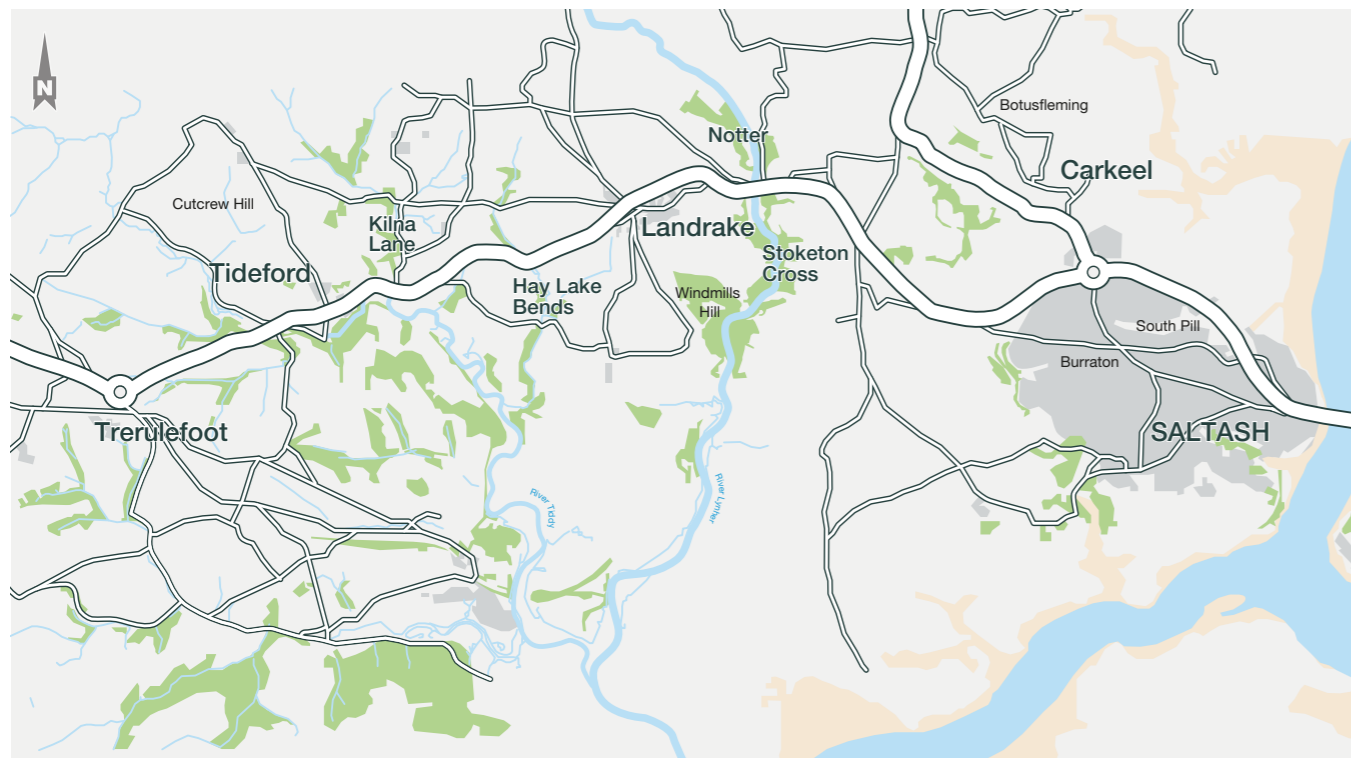 N
Botusfleming
Notter
Carkeel
Cutcrew Hill
Kilna
Lane
Landrake
Stoketon
Cross
Tideford
Hay Lake
Bends
Windmills
Hill
South Pill
Burraton
Trerulefoot
SALTASH
River Tiddy
River Lynher